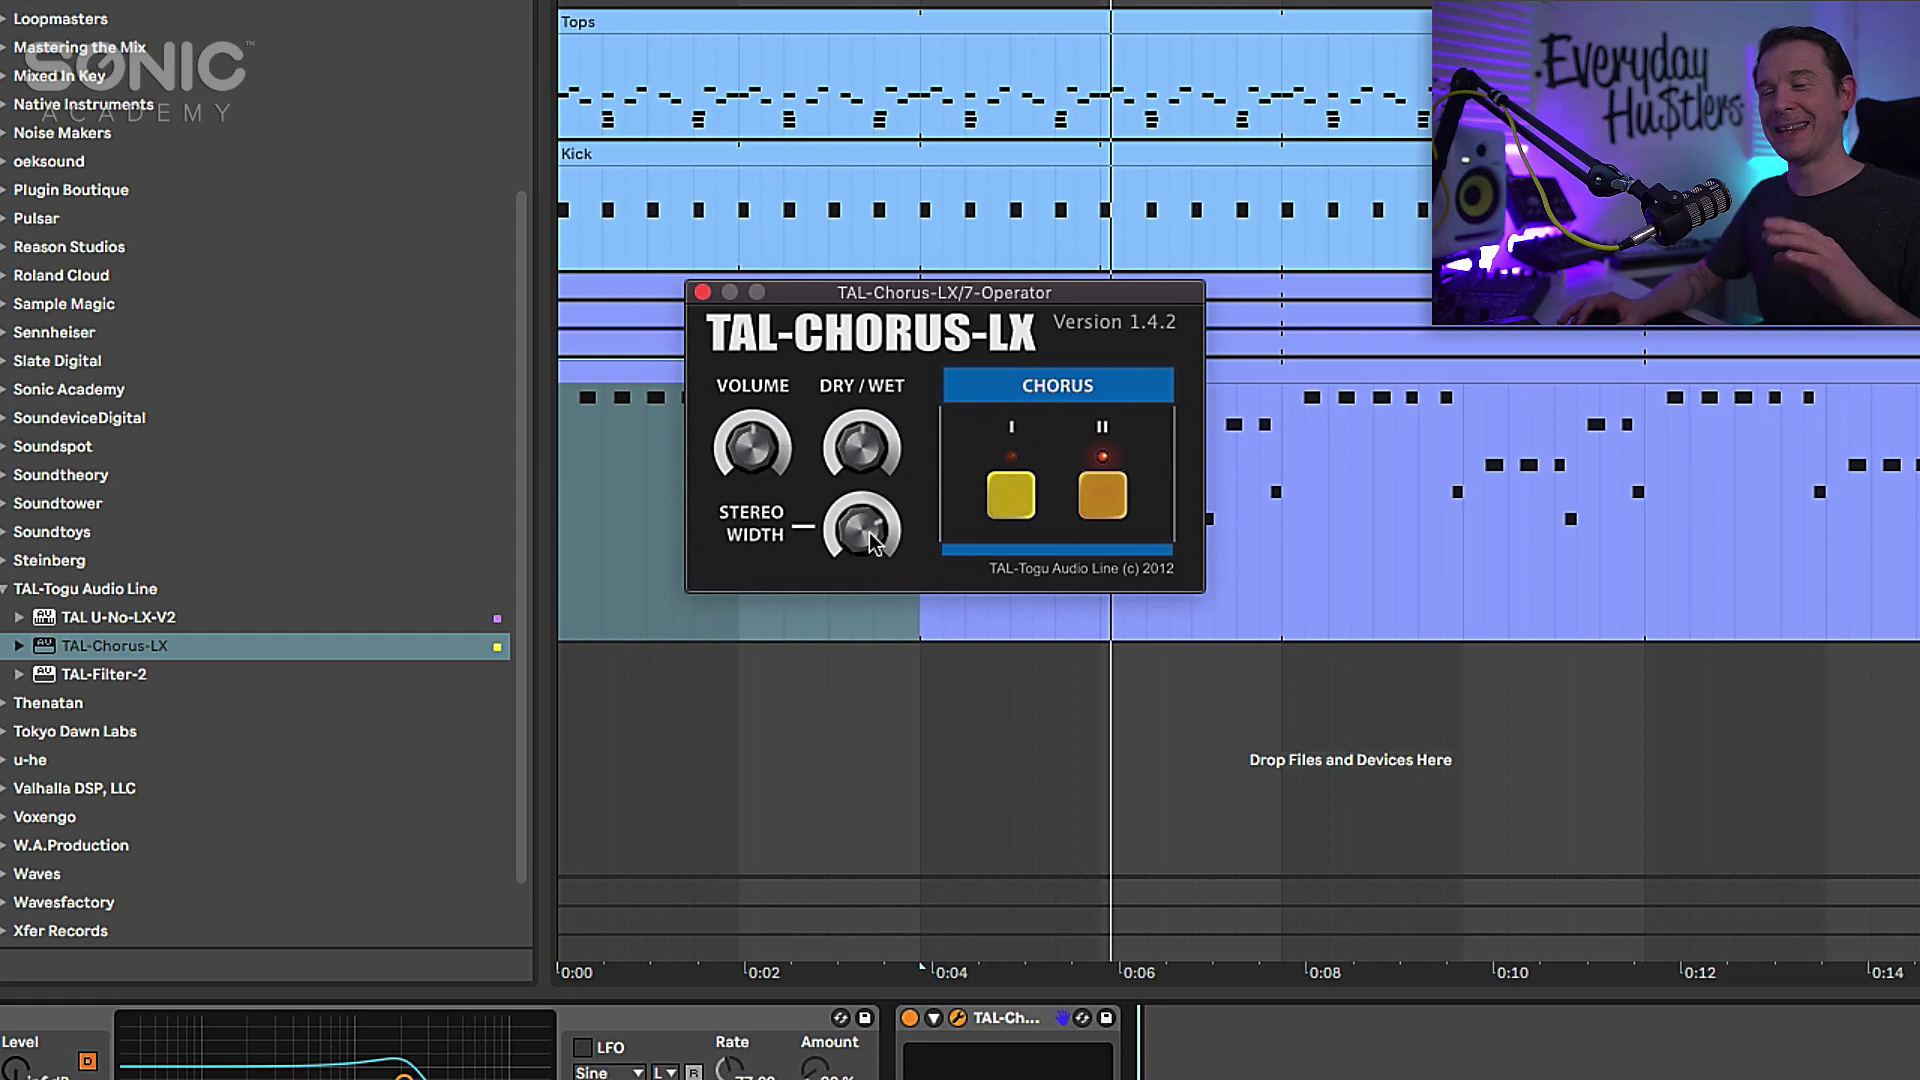 Loopmasters
Mastering the Mix
Mixed In Key
Native Instruments
Noise Makers
oeksound
Plugin Boutique
Pulsar
Reason Studios
Roland Cloud
Sample Magic
Sennheiser
Slate Digital
Sonic Academy
SoundeviceDigital
Soundspot
Soundtheory
Soundtower
Soundtoys
Steinberg
TAL-Togu Audio Line
TAL U-No-LX-V2
TAL-Chorus-LX
TAL-Filter-2
Thenatan
Tokyo Dawn Labs
u-he
Valhalla DSP, LLC
Voxengo
W.A.Production
Waves
Wavesfactory
Xfer Records
SONIC™
ACADEMY
Tops
Kick
Everyday
Hu$tlers
TAL-Chorus-LX/7-Operator
TAL-CHORUS-LX Version 1.4.2
VOLUME DRY / WET CHORUS
I II
STEREO
WIDTH
TAL-Togu Audio Line (c) 2012
Drop Files and Devices Here
0:00 0:02 0:04 0:06 0:08 0:10 0:12 0:14
Level
D
LFO Rate Amount
Sine L R
TAL-Ch...